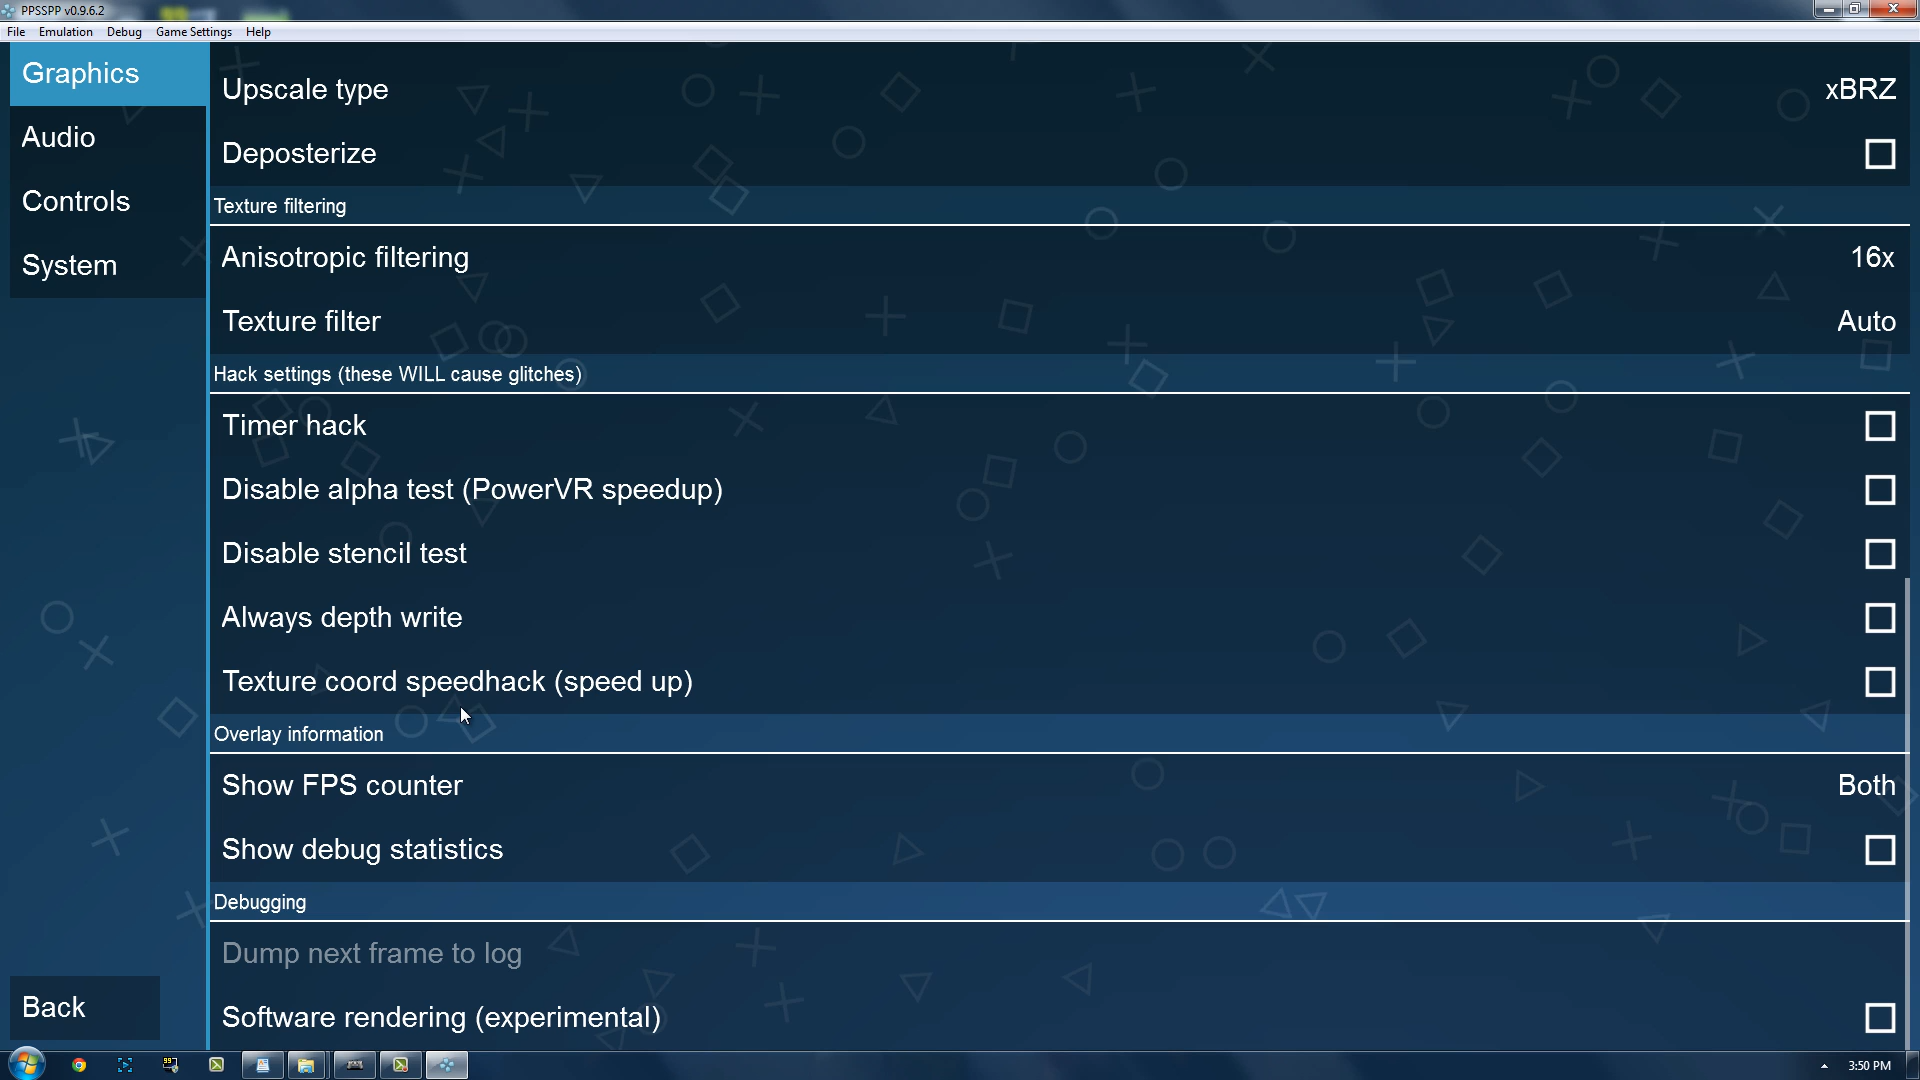 PPSSPP v0.9.6.2
File Emulation Debug Game Settings Help
Graphics
Audio
Controls
System
Back
Upscale type xBRZ
Deposterize
Texture filtering
Anisotropic filtering 16x
Texture filter Auto
Hack settings (these WILL cause glitches)
Timer hack
Disable alpha test (PowerVR speedup)
Disable stencil test
Always depth write
Texture coord speedhack (speed up)
Overlay information
Show FPS counter Both
Show debug statistics
Debugging
Dump next frame to log
Software rendering (experimental)
3:50 PM